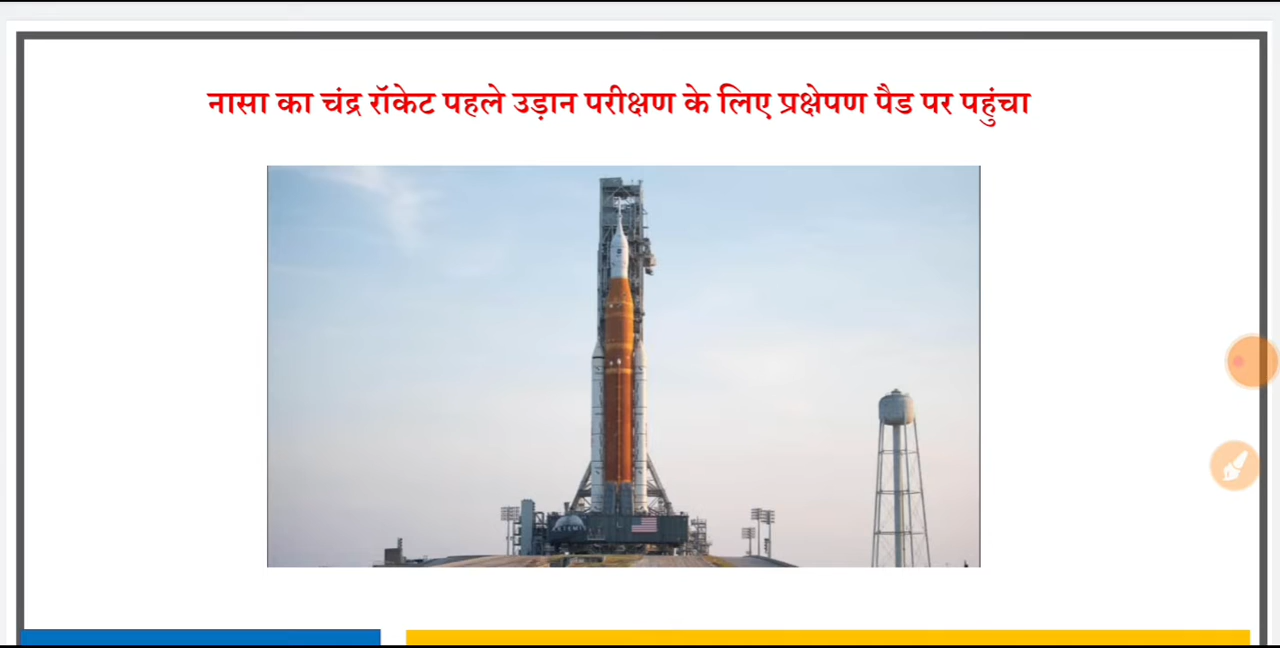 नासा का चंद्र रॉकेट पहले उड़ान परीक्षण के लिए प्रक्षेपण पैड पर पहुंचा